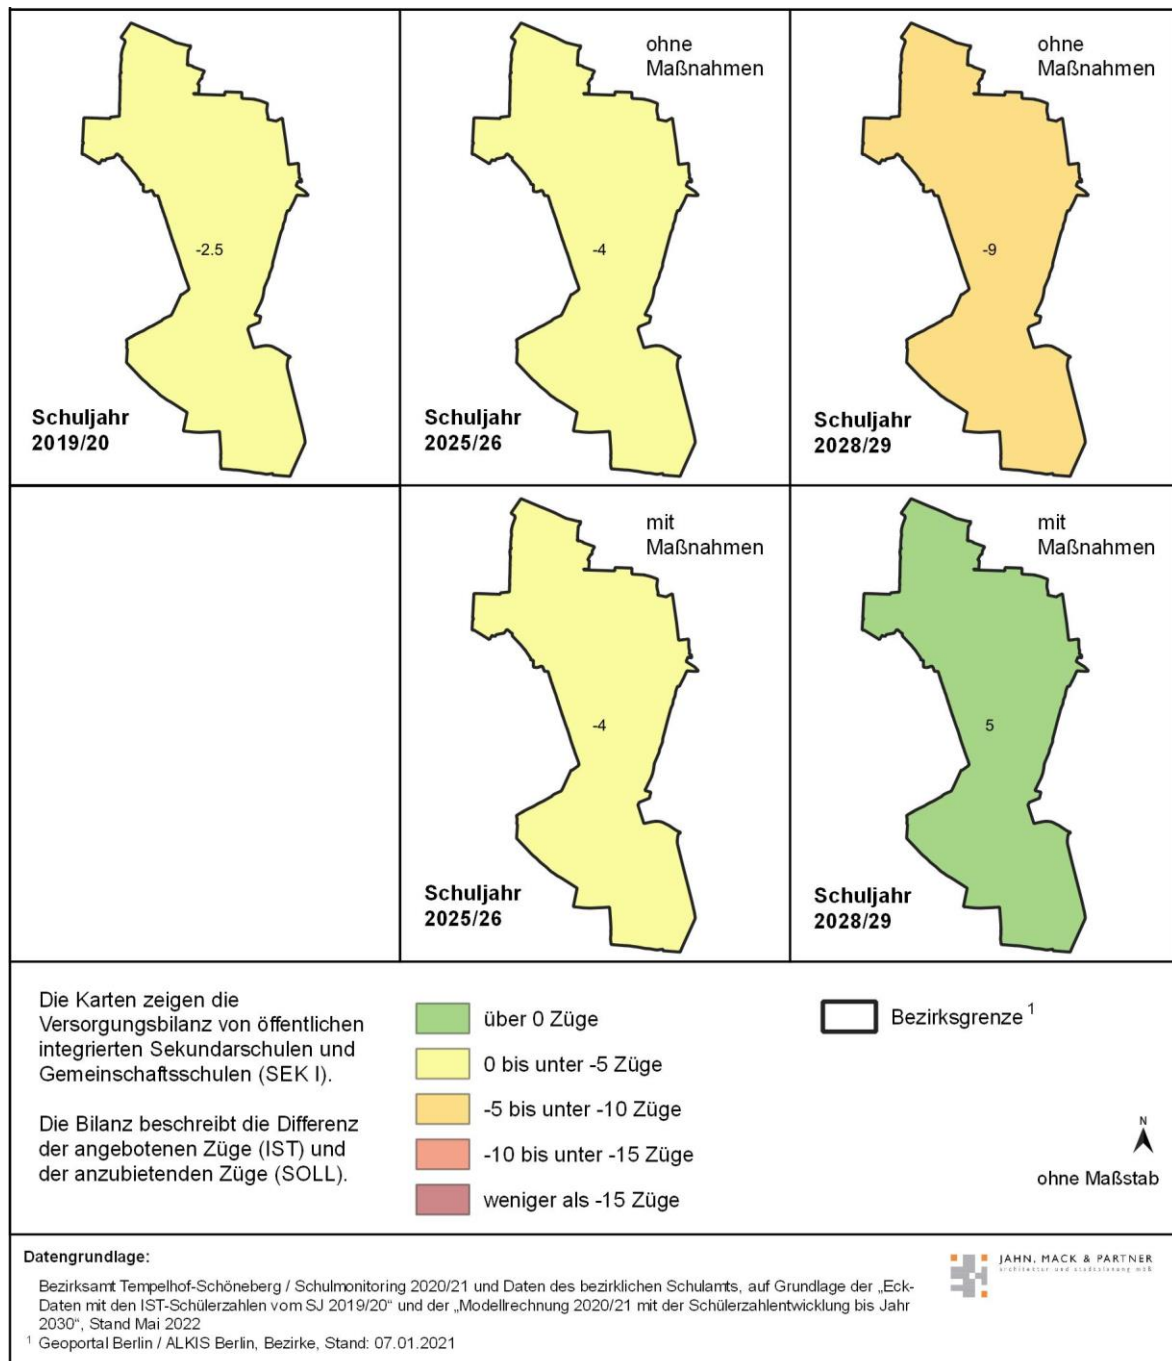 -2.5
Schuljahr
2019/20
ohne
Maßnahmen
-4
Schuljahr
2025/26
ohne
Maßnahmen
-9
Schuljahr
2028/29
mit
Maßnahmen
-4
Schuljahr
2025/26
mit
Maßnahmen
5
Schuljahr
2028/29
Die Karten zeigen die
Versorgungsbilanz von öffentlichen
integrierten Sekundarschulen und
Gemeinschaftsschulen (SEK I).
Die Bilanz beschreibt die Differenz
der angebotenen Züge (IST) und
der anzubietenden Züge (SOLL).
über 0 Züge
0 bis unter -5 Züge
-5 bis unter -10 Züge
-10 bis unter -15 Züge
weniger als -15 Züge
Bezirksgrenze 1
N
ohne Maßstab
Datengrundlage:
Bezirksamt Tempelhof-Schöneberg / Schulmonitoring 2020/21 und Daten des bezirklichen Schulamts, auf Grundlage der „Eck-
Daten mit den IST-Schülerzahlen vom SJ 2019/20“ und der „Modellrechnung 2020/21 mit der Schülerzahlentwicklung bis Jahr
2030“, Stand Mai 2022
1 Geoportal Berlin / ALKIS Berlin, Bezirke, Stand: 07.01.2021
JAHN, MACK & PARTNER
architektur und stadtplanung mbB